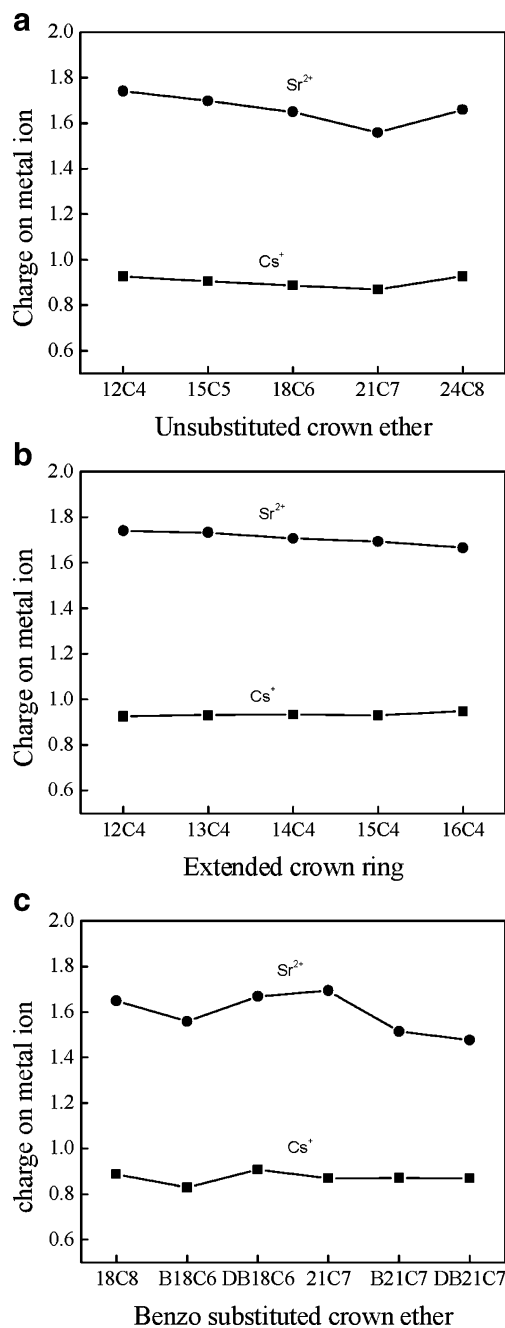 a
2.0
1.8
1.6
1.4
1.2
1.0
0.8
0.6
Charge on metal ion
Sr2+
Cs+
12C4 15C5 18C6 21C7 24C8
Unsubstituted crown ether
b
2.0
1.8
1.6
1.4
1.2
1.0
0.8
0.6
Charge on metal ion
Sr2+
Cs+
12C4 13C4 14C4 15C4 16C4
Extended crown ring
c
2.0
1.8
1.6
1.4
1.2
1.0
0.8
0.6
charge on metal ion
Sr2+
Cs+
18C8 B18C6 DB18C6 21C7 B21C7 DB21C7
Benzo substituted crown ether